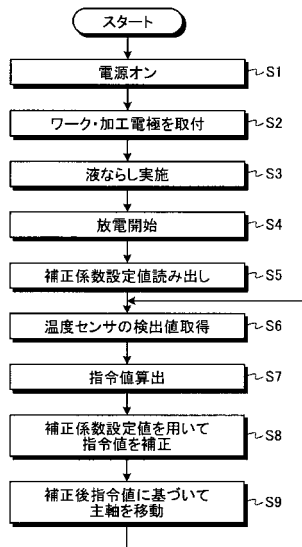 スタート
電源オン
S1
ワーク・加工電極を取付
S2
液ならし実施
S3
放電開始
S4
補正係数設定値読み出し
S5
温度センサの検出値取得
S6
指令値算出
S7
補正係数設定値を用いて
指令値を補正
S8
補正後指令値に基づいて
主軸を移動
S9